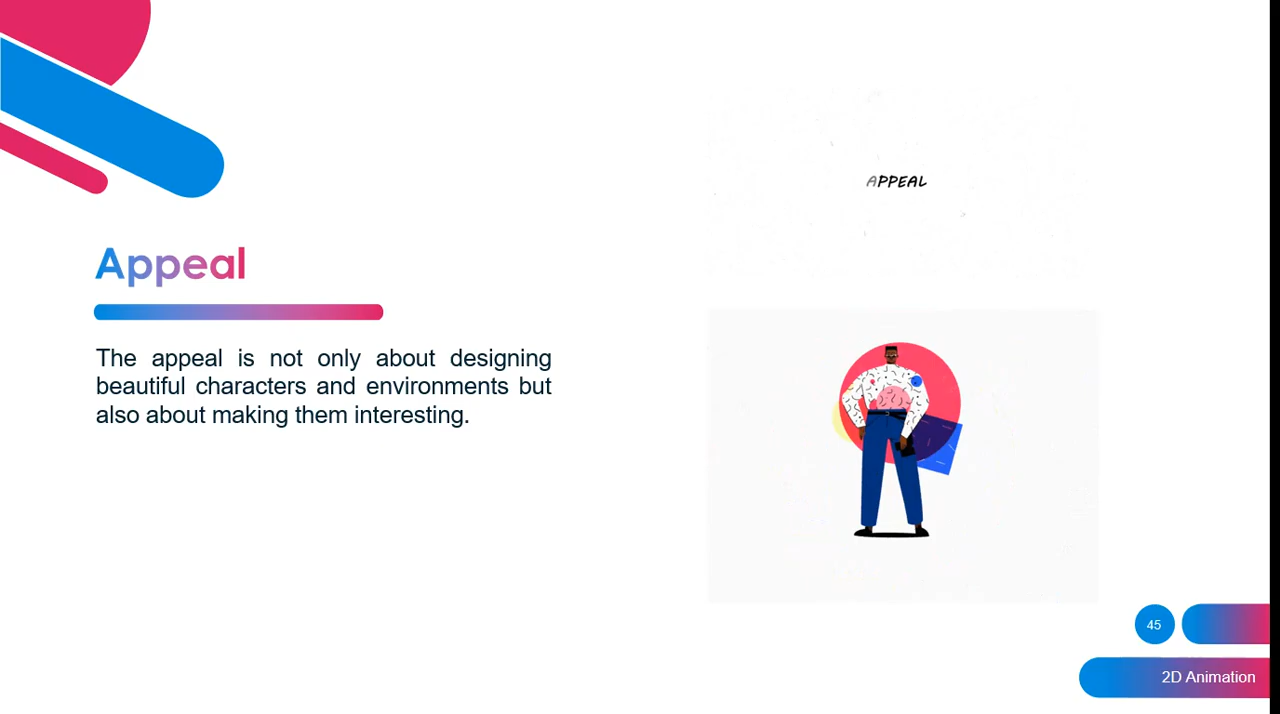 APPEAL
Appeal
The appeal is not only about designing
beautiful characters and environments but
also about making them interesting.
45
2D Animation